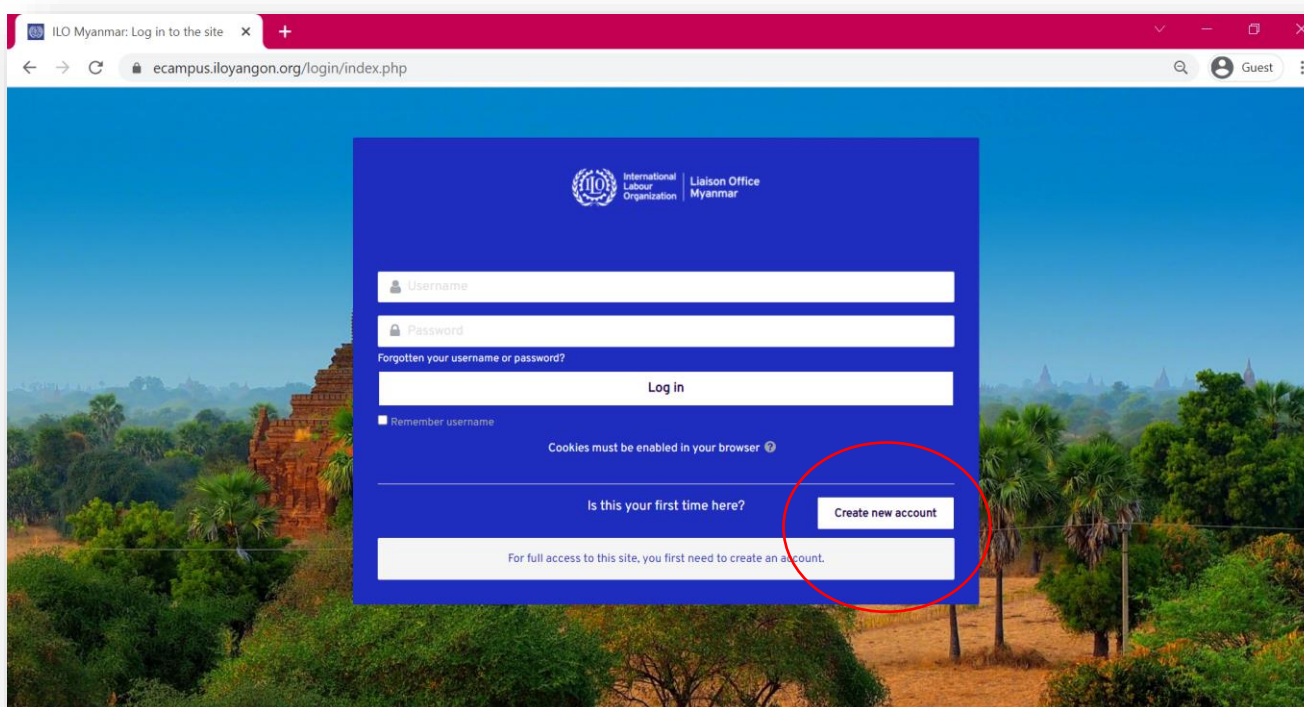 ILO Myanmar: Log in to the site
ecampus.iloyangon.org/login/index.php
Guest
International
Labour
Organization
Liaison Office
Myanmar
Username
Password
Forgotten your username or password?
Log in
Remember username
Cookies must be enabled in your browser
Is this your first time here?
Create new account
For full access to this site, you first need to create an account.